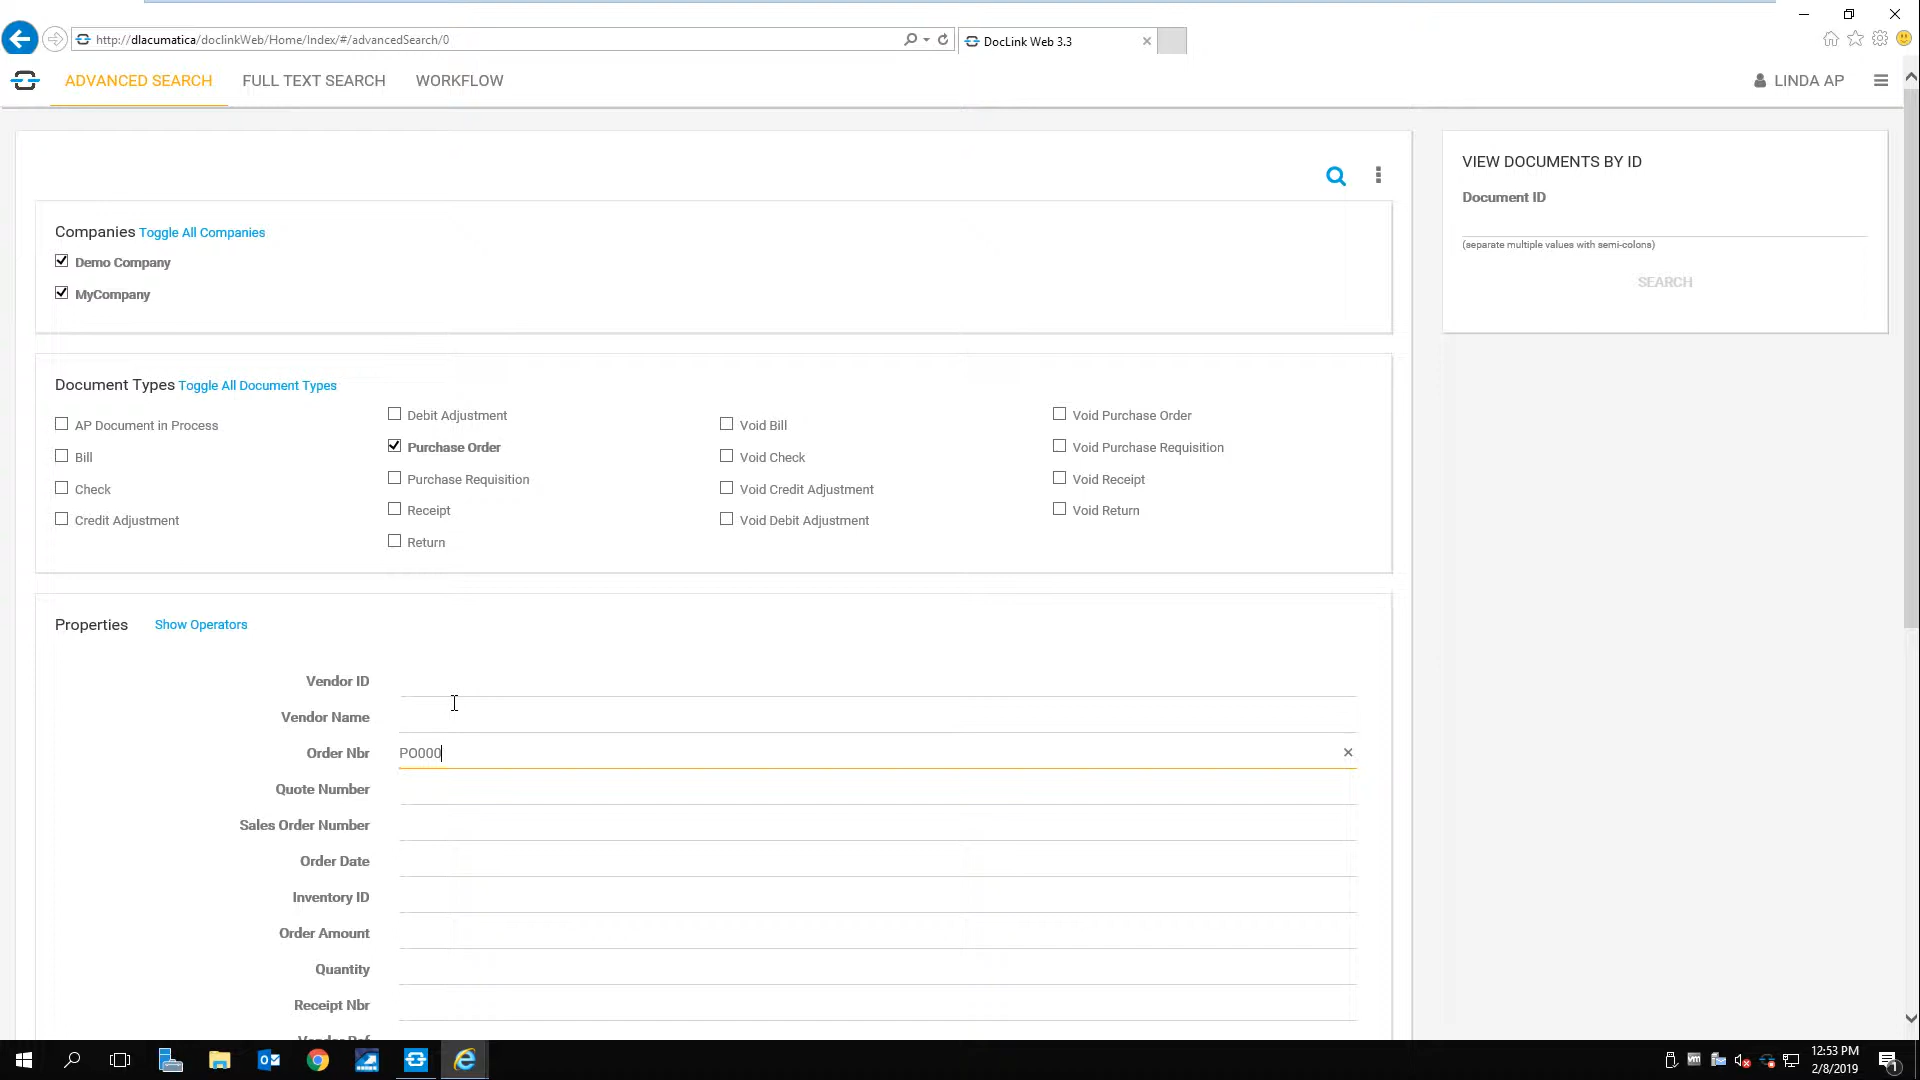 http://dlacumatica/doclinkWeb/Home/Index/#/advancedSearch/0
DocLink Web 3.3
ADVANCED SEARCH
FULL TEXT SEARCH
WORKFLOW
LINDA AP
VIEW DOCUMENTS BY ID
Document ID
(separate multiple values with semi-colons)
SEARCH
Companies Toggle All Companies
Demo Company
MyCompany
Document Types Toggle All Document Types
AP Document in Process
Bill
Check
Credit Adjustment
Debit Adjustment
Purchase Order
Purchase Requisition
Receipt
Return
Void Bill
Void Check
Void Credit Adjustment
Void Debit Adjustment
Void Purchase Order
Void Purchase Requisition
Void Receipt
Void Return
Properties Show Operators
Vendor ID
Vendor Name
Order Nbr PO000
Quote Number
Sales Order Number
Order Date
Inventory ID
Order Amount
Quantity
Receipt Nbr
12:53 PM
2/8/2019